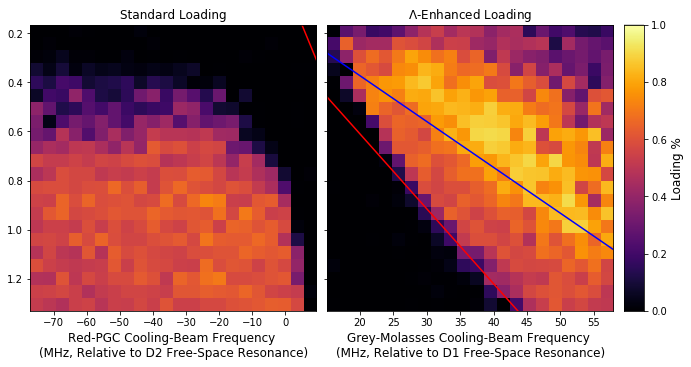 Standard Loading
Λ-Enhanced Loading
0.2
0.4
0.6
0.8
1.0
1.2
−70 −60 −50 −40 −30 −20 −10 0
Red-PGC Cooling-Beam Frequency
(MHz, Relative to D2 Free-Space Resonance)
20 25 30 35 40 45 50 55
Grey-Molasses Cooling-Beam Frequency
(MHz, Relative to D1 Free-Space Resonance)
1.0
0.8
0.6
0.4
0.2
0.0
Loading %